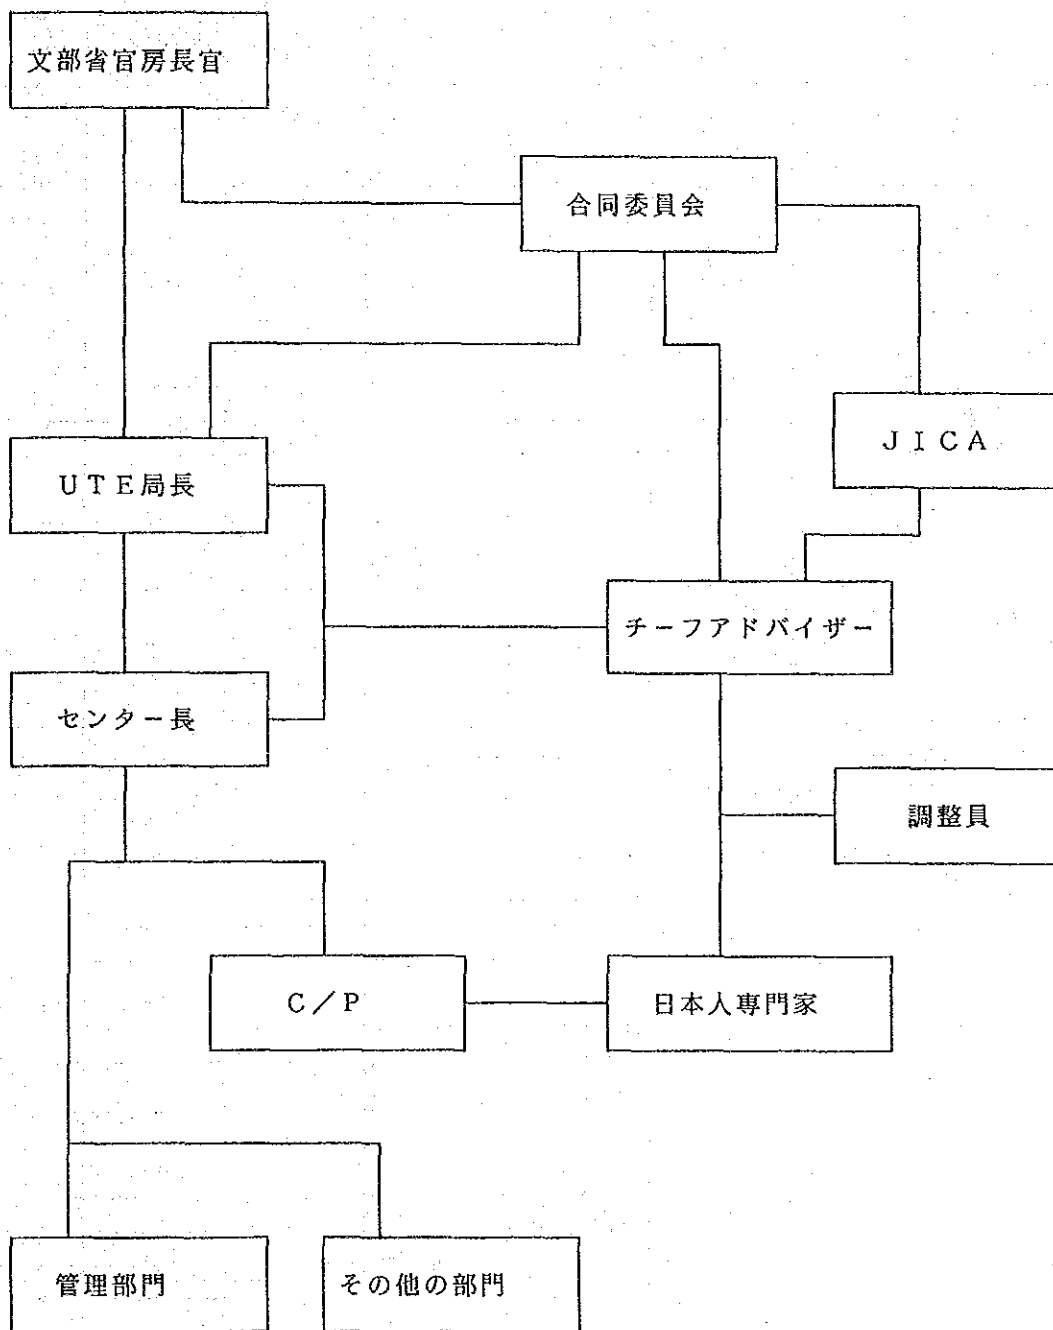 文部省官房長官
合同委員会
JICA
UTE局長
チーフアドバイザー
センター長
調整員
C/P
日本人専門家
管理部門
その他の部門